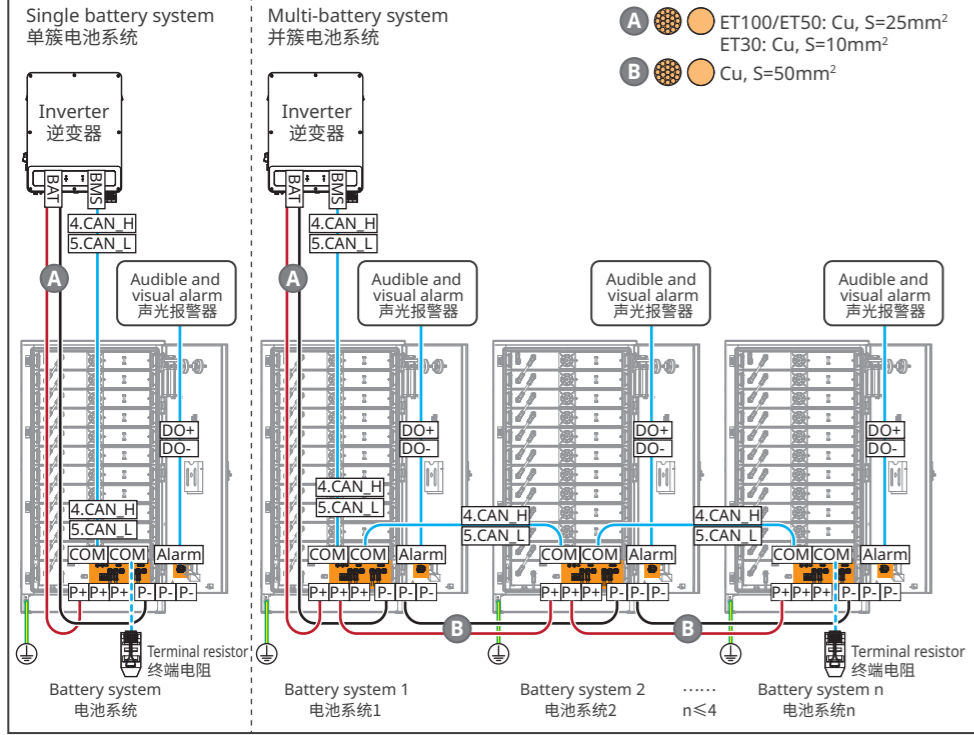 Single battery system
单簇电池系统
Multi-battery system
并簇电池系统
A ET100/ET50: Cu, S=25mm²
ET30: Cu, S=10mm²
B Cu, S=50mm²
Inverter
逆变器
BAT
BMS
4.CAN_H
5.CAN_L
A
Audible and
visual alarm
声光报警器
DO+
DO-
4.CAN_H
5.CAN_L
COM COM Alarm
P+ P+ P+ P- P- P-
Terminal resistor
终端电阻
Battery system
电池系统
Inverter
逆变器
BAT
BMS
4.CAN_H
5.CAN_L
A
Audible and
visual alarm
声光报警器
DO+
DO-
4.CAN_H
5.CAN_L
COM COM Alarm
P+ P+ P+ P- P- P-
Battery system 1
电池系统1
4.CAN_H
5.CAN_L
B
Audible and
visual alarm
声光报警器
DO+
DO-
COM COM Alarm
P+ P+ P+ P- P- P-
Battery system 2
电池系统2
……
n≤4
4.CAN_H
5.CAN_L
B
Audible and
visual alarm
声光报警器
DO+
DO-
COM COM Alarm
P+ P+ P+ P- P- P-
Terminal resistor
终端电阻
Battery system n
电池系统n